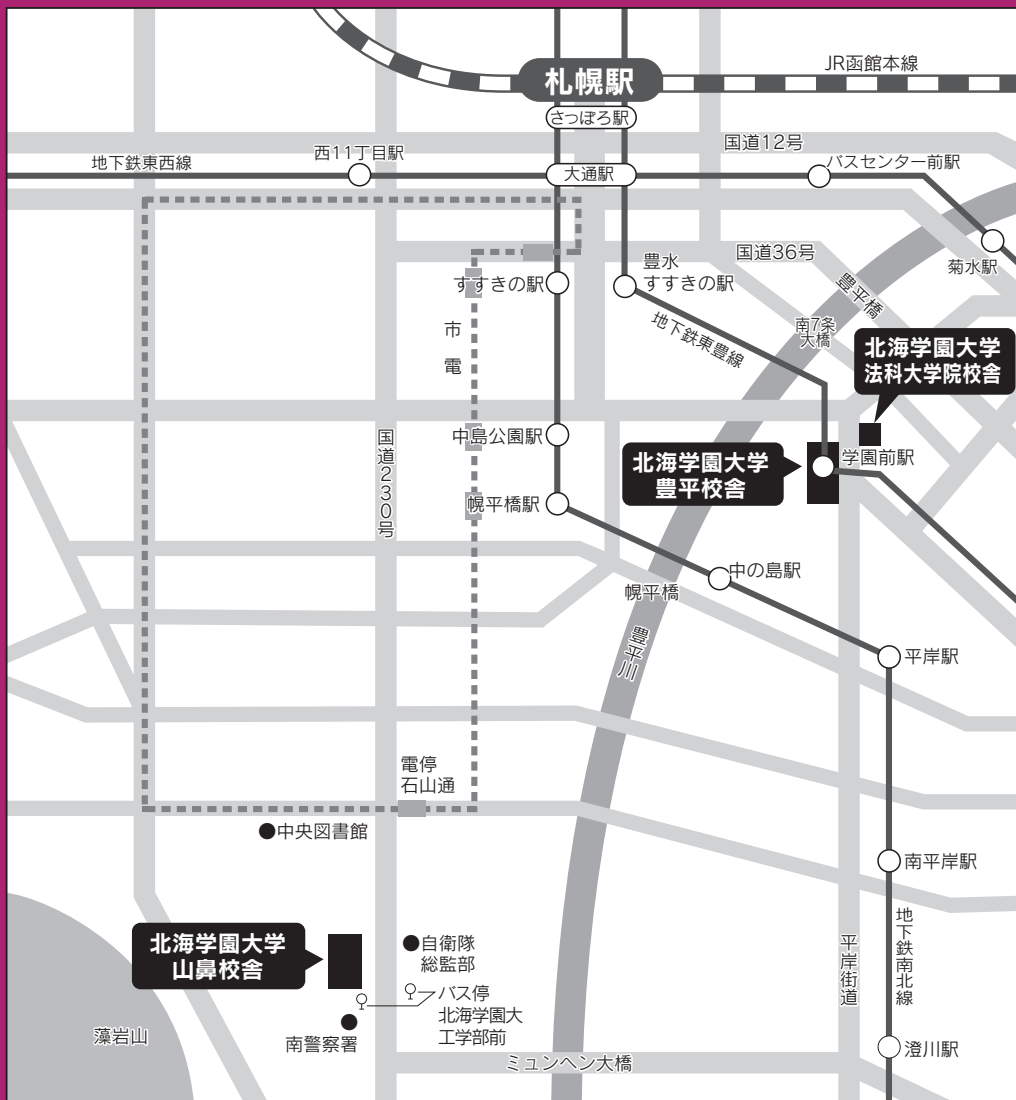 JR函館本線
札幌駅
さっぽろ駅
国道12号
西11丁目駅
地下鉄東西線
大通駅
バスセンター前駅
国道36号
豊水
すすきの駅
すすきの駅
菊水駅
豊平橋
南7条
大橋
市電
地下鉄東豊線
北海学園大学
法科大学院校舎
国道230号
中島公園駅
北海学園大学
豊平校舎
学園前駅
幌平橋駅
中の島駅
幌平橋
豊平川
平岸駅
電停
石山通
中央図書館
南平岸駅
北海学園大学
山鼻校舎
自衛隊
総監部
平岸街道
地下鉄南北線
バス停
北海学園大
工学部前
南警察署
藻岩山
ミュンヘン大橋
澄川駅